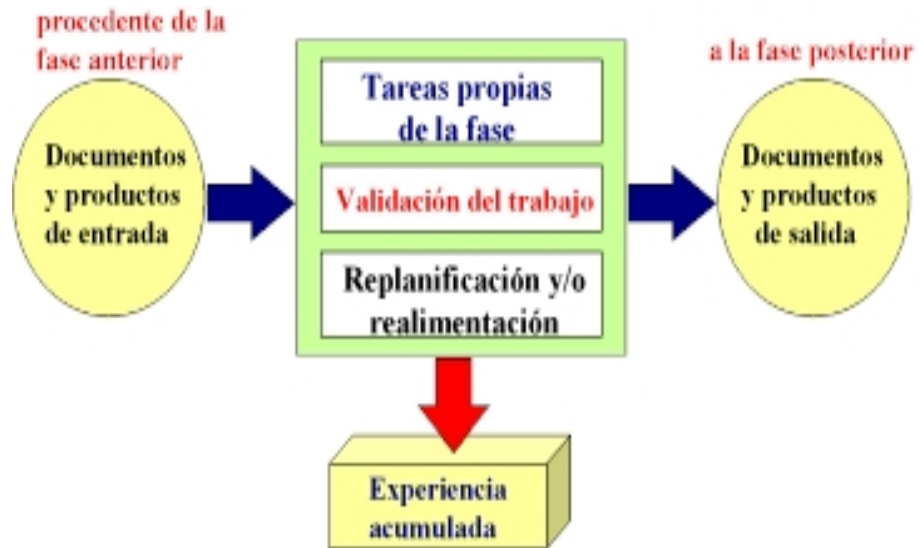 procedente de la
fase anterior
a la fase posterior
Documentos
y productos
de entrada
Tareas propias
de la fase
Validación del trabajo
Replanificación y/o
realimentación
Documentos
y productos
de salida
Experiencia
acumulada